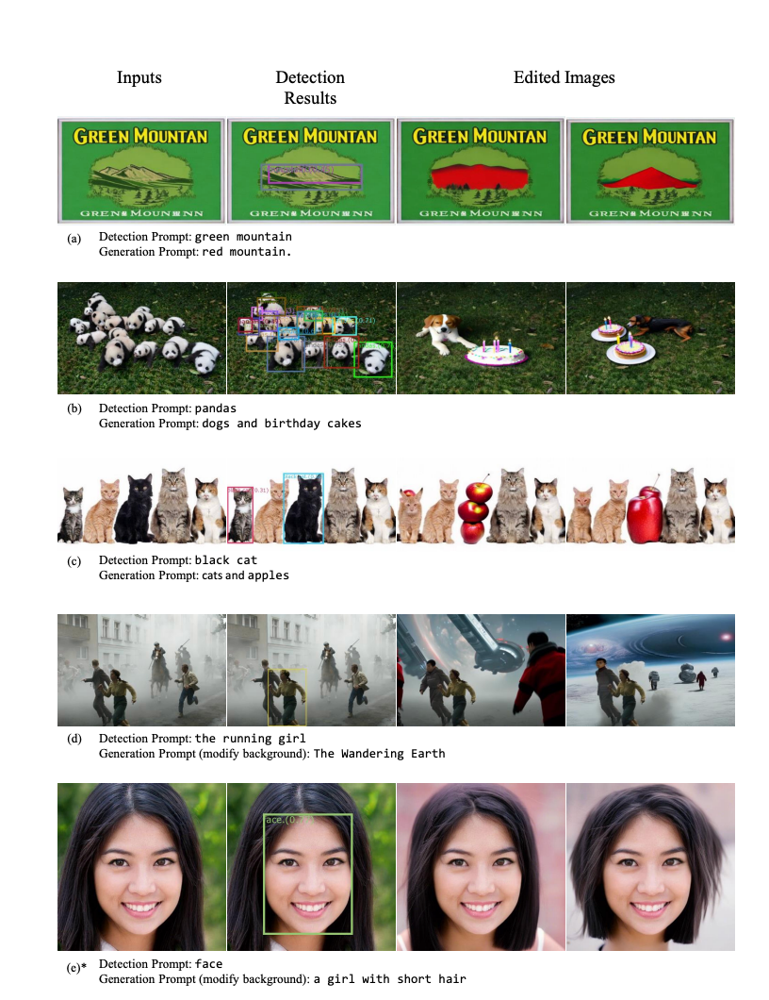 Inputs
Detection
Results
Edited Images
GREEN MOUNTAN
GREEN MOUNTAN
GREEN MOUNTAN
GREEN MOUNTAN
(a) Detection Prompt: green mountain
Generation Prompt: red mountain.
(b) Detection Prompt: pandas
Generation Prompt: dogs and birthday cakes
(c) Detection Prompt: black cat
Generation Prompt: cats and apples
(d) Detection Prompt: the running girl
Generation Prompt (modify background): The Wandering Earth
ace.(0.
(e)* Detection Prompt: face
Generation Prompt (modify background): a girl with short hair